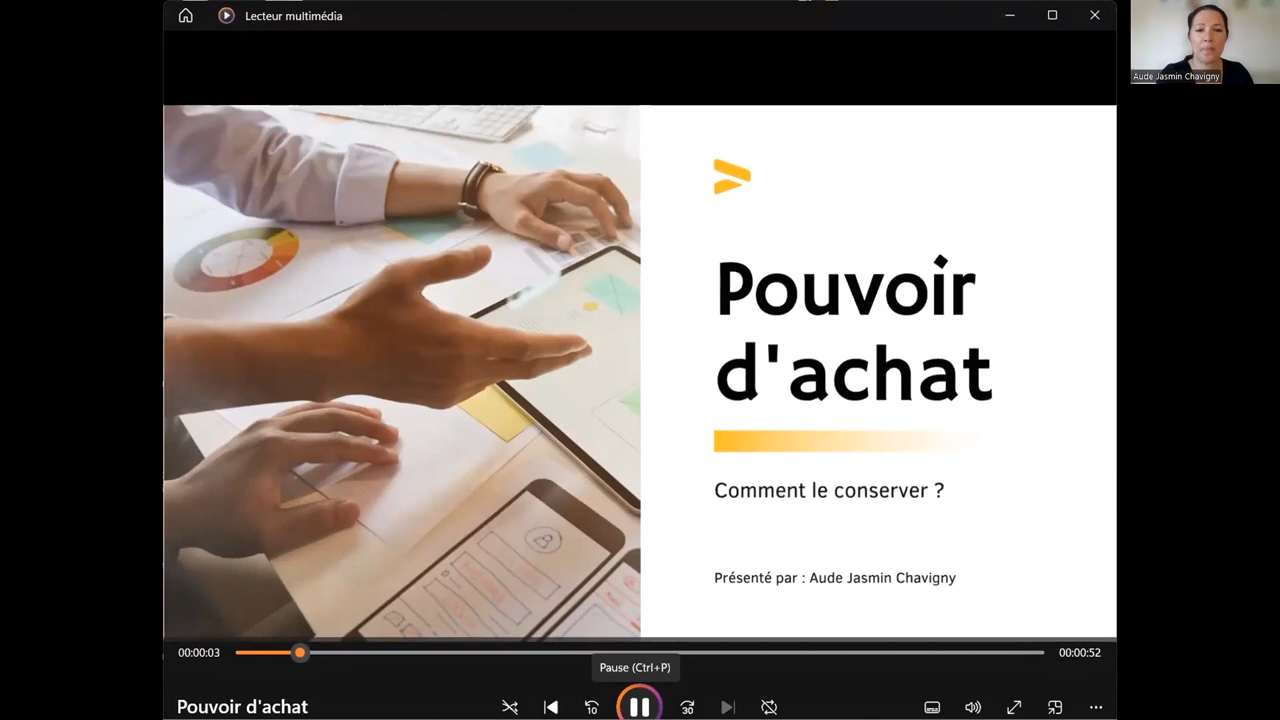 Lecteur multimédia
Aude Jasmin Chavigny
Pouvoir
d'achat
Comment le conserver ?
Présenté par : Aude Jasmin Chavigny
00:00:03
00:00:52
Pause (Ctrl+P)
Pouvoir d'achat
10
30